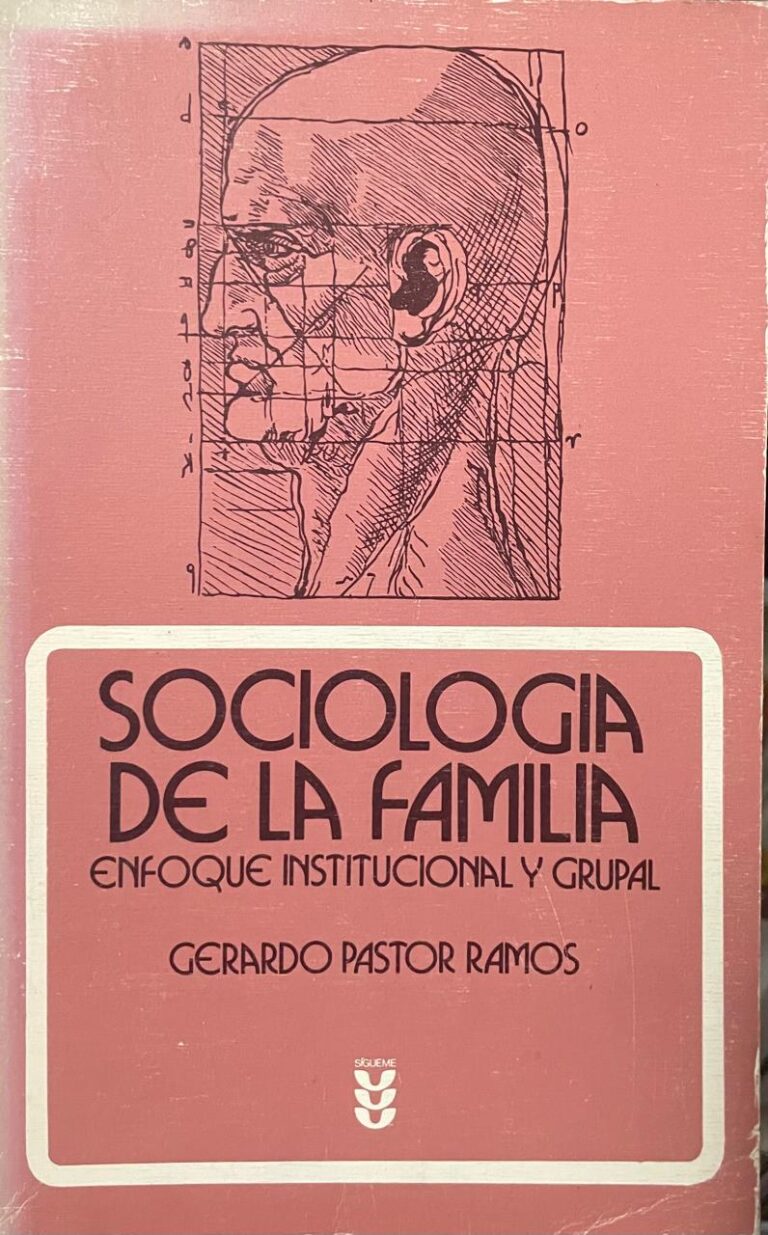 SOCIOLOGIA
DE LA FAMILIA
ENFOQUE INSTITUCIONAL Y GRUPAL
GERARDO PASTOR RAMOS
SÍGUEME